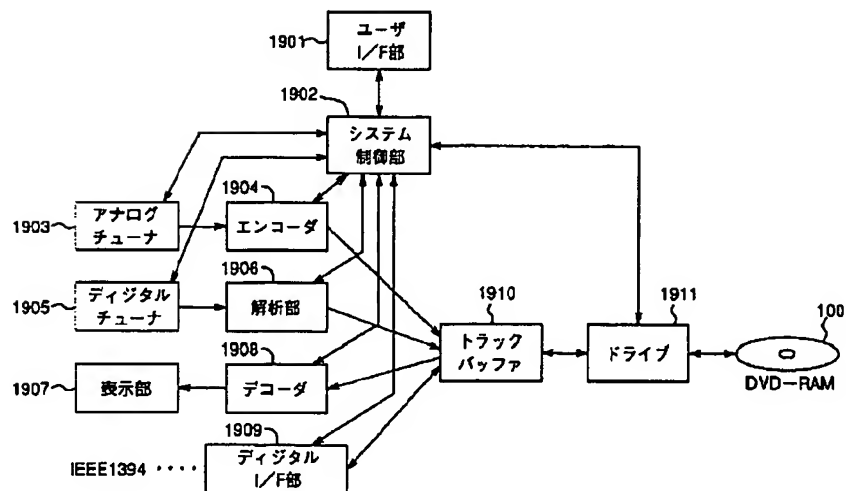 1901
ユーザ
I/F部
1902
システム
制御部
1903
アナログ
チューナ
1904
エンコーダ
1905
ディジタル
チューナ
1906
解析部
1907
表示部
1908
デコーダ
1909
ディジタル
I/F部
IEEE1394 ・・・・・
1910
トラック
バッファ
1911
ドライブ
100
DVD-RAM